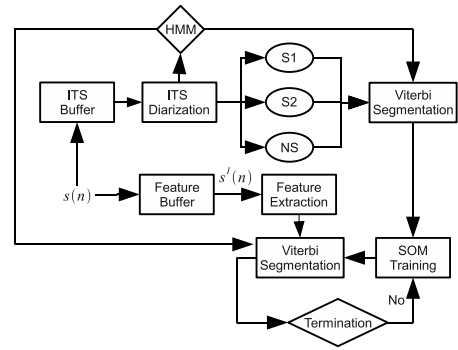 HMM
S1
ITS
Buffer
ITS
Diarization
S2
Viterbi
Segmentation
NS
s(n)
Feature
Buffer
s^I(n)
Feature
Extraction
Viterbi
Segmentation
SOM
Training
No
Termination